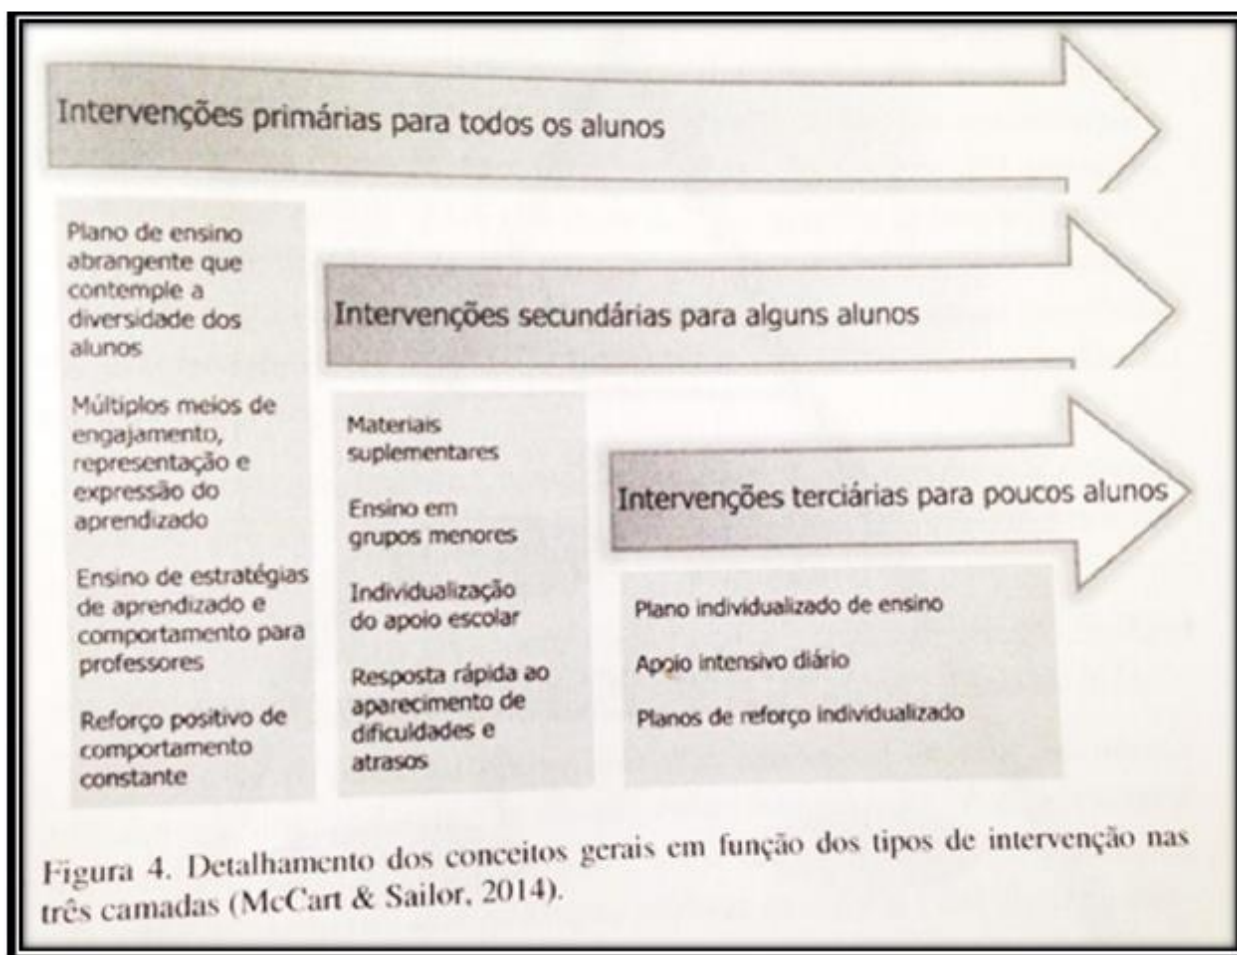 Intervenções primárias para todos os alunos
Plano de ensino
abrangente que
contemple a
diversidade dos
alunos
Múltiplos meios de
engajamento,
representação e
expressão do
aprendizado
Ensino de estratégias
de aprendizado e
comportamento para
professores
Reforço positivo de
comportamento
constante
Intervenções secundárias para alguns alunos
Materiais
suplementares
Ensino em
grupos menores
Individualização
do apoio escolar
Resposta rápida ao
aparecimento de
dificuldades e
atrasos
Intervenções terciárias para poucos alunos
Plano individualizado de ensino
Apoio intensivo diário
Planos de reforço individualizado
Figura 4. Detalhamento dos conceitos gerais em função dos tipos de intervenção nas
três camadas (McCart & Sailor, 2014).